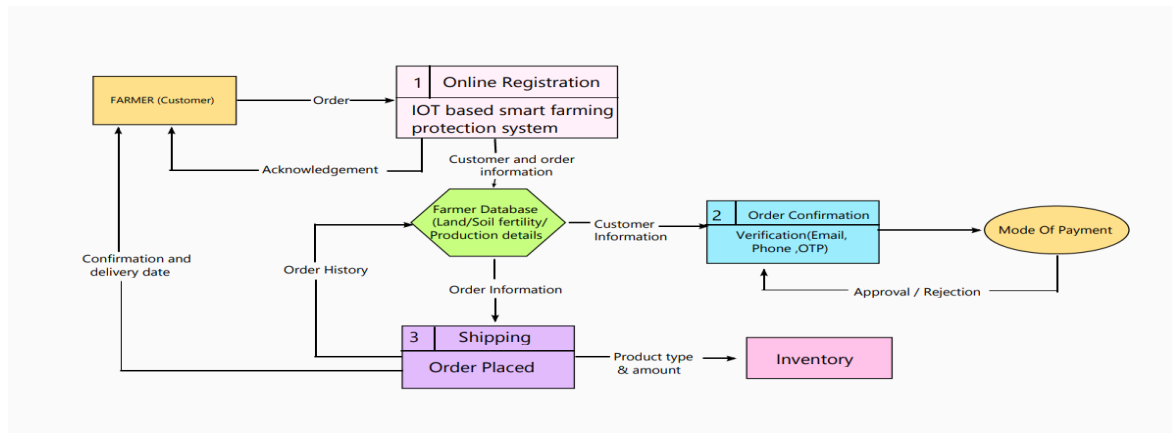 1 Online Registration
FARMER (Customer)
Order
IOT based smart farming
protection system
Acknowledgement
Customer and order
information
Farmer Database
(Land/Soil fertility/
Production details
Customer
Information
2 Order Confirmation
Verification(Email,
Phone ,OTP)
Mode Of Payment
Confirmation and
delivery date
Order History
Order Information
Approval / Rejection
3 Shipping
Order Placed
Product type
& amount
Inventory